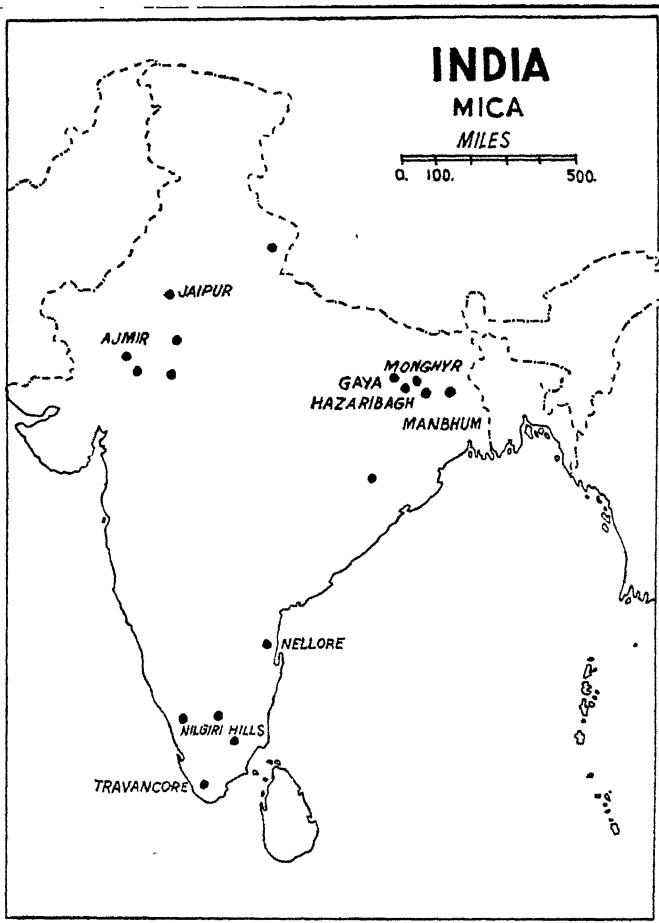 INDIA
MICA
MILES
0. 100. 500.
JAIPUR
AJMIR
MONGHYR
GAYA
HAZARIBAGH
MANBHUM
NELLORE
NILGIRI HILLS
TRAVANCORE